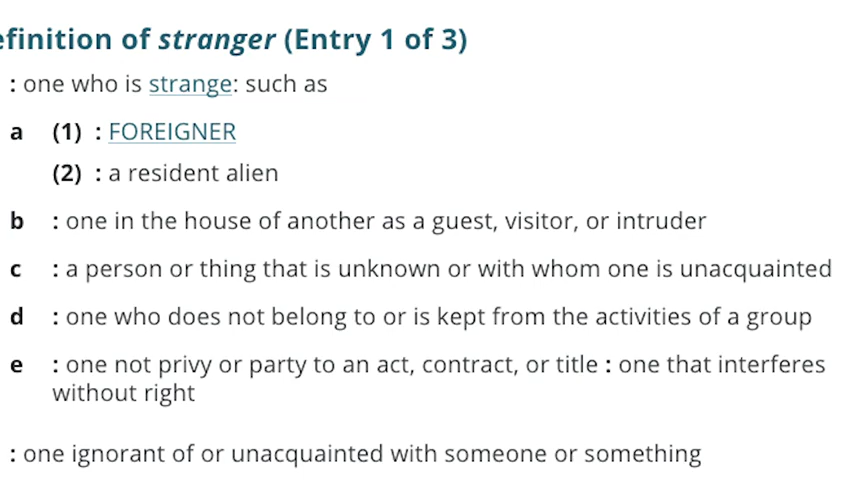 efinition of stranger (Entry 1 of 3)
: one who is strange: such as
a (1) : FOREIGNER
(2) : a resident alien
b : one in the house of another as a guest, visitor, or intruder
c : a person or thing that is unknown or with whom one is unacquainted
d : one who does not belong to or is kept from the activities of a group
e : one not privy or party to an act, contract, or title : one that interferes
without right
: one ignorant of or unacquainted with someone or something